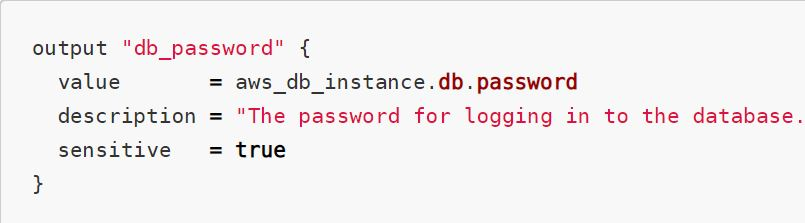 output "db_password" {
  value       = aws_db_instance.db.password
  description = "The password for logging in to the database.
  sensitive   = true
}